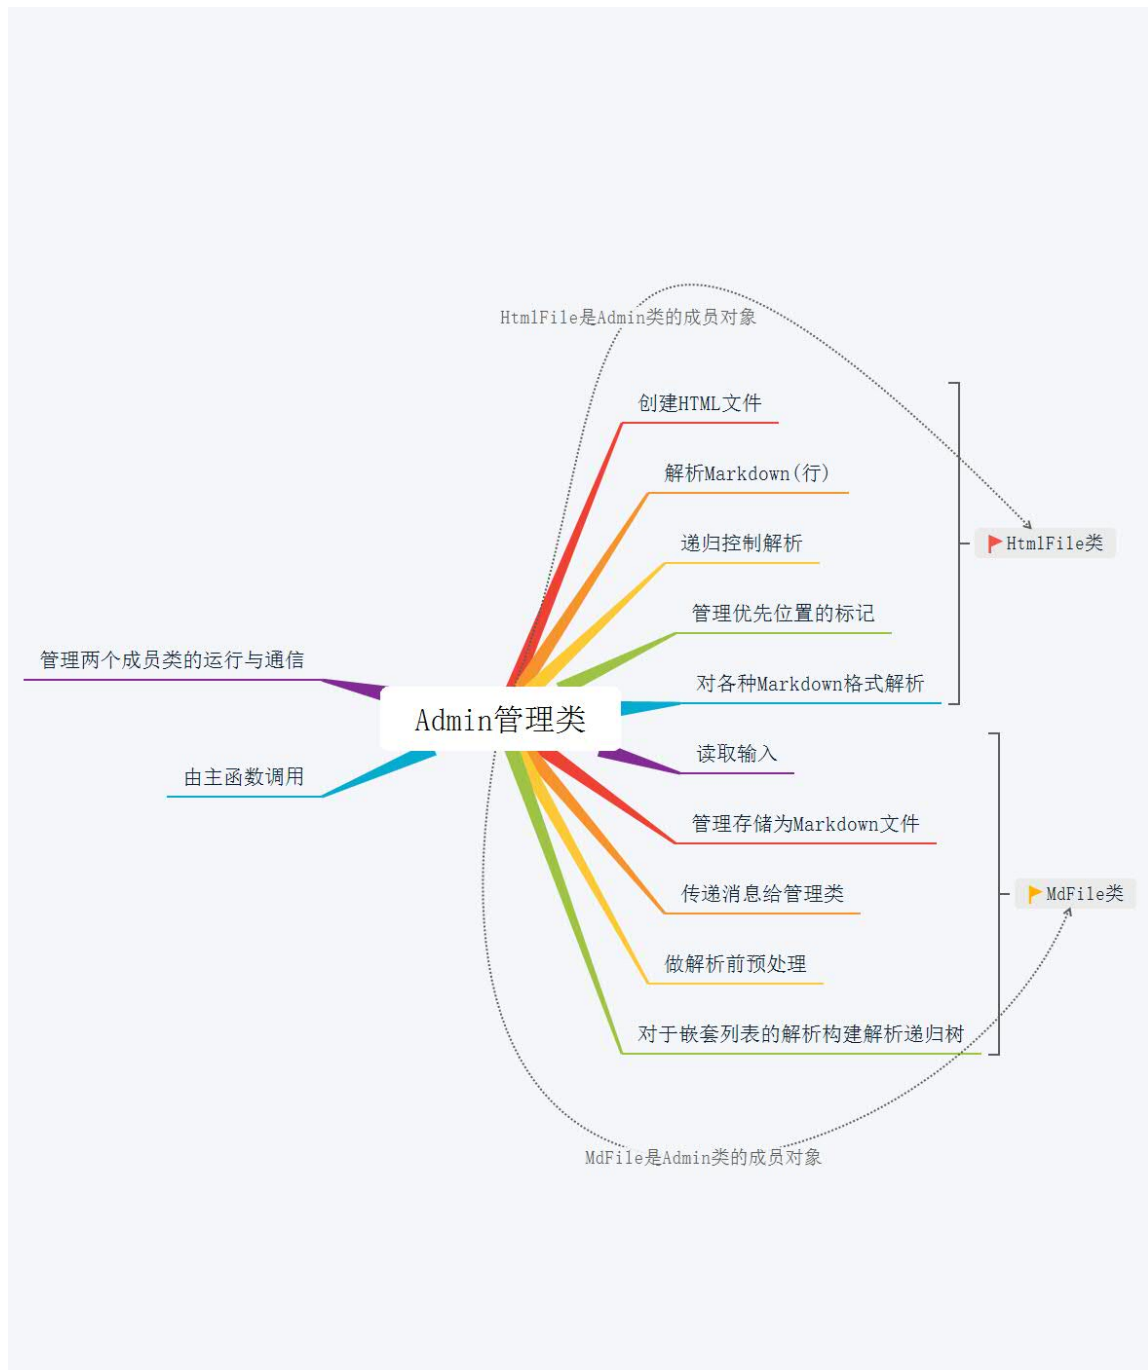 HtmlFile是Admin类的成员对象
创建HTML文件
解析Markdown(行)
递归控制解析
HtmlFile类
管理优先位置的标记
管理两个成员类的运行与通信
对各种Markdown格式解析
Admin管理类
读取输入
由主函数调用
管理存储为Markdown文件
传递消息给管理类
MdFile类
做解析前预处理
对于嵌套列表的解析构建解析递归树
MdFile是Admin类的成员对象